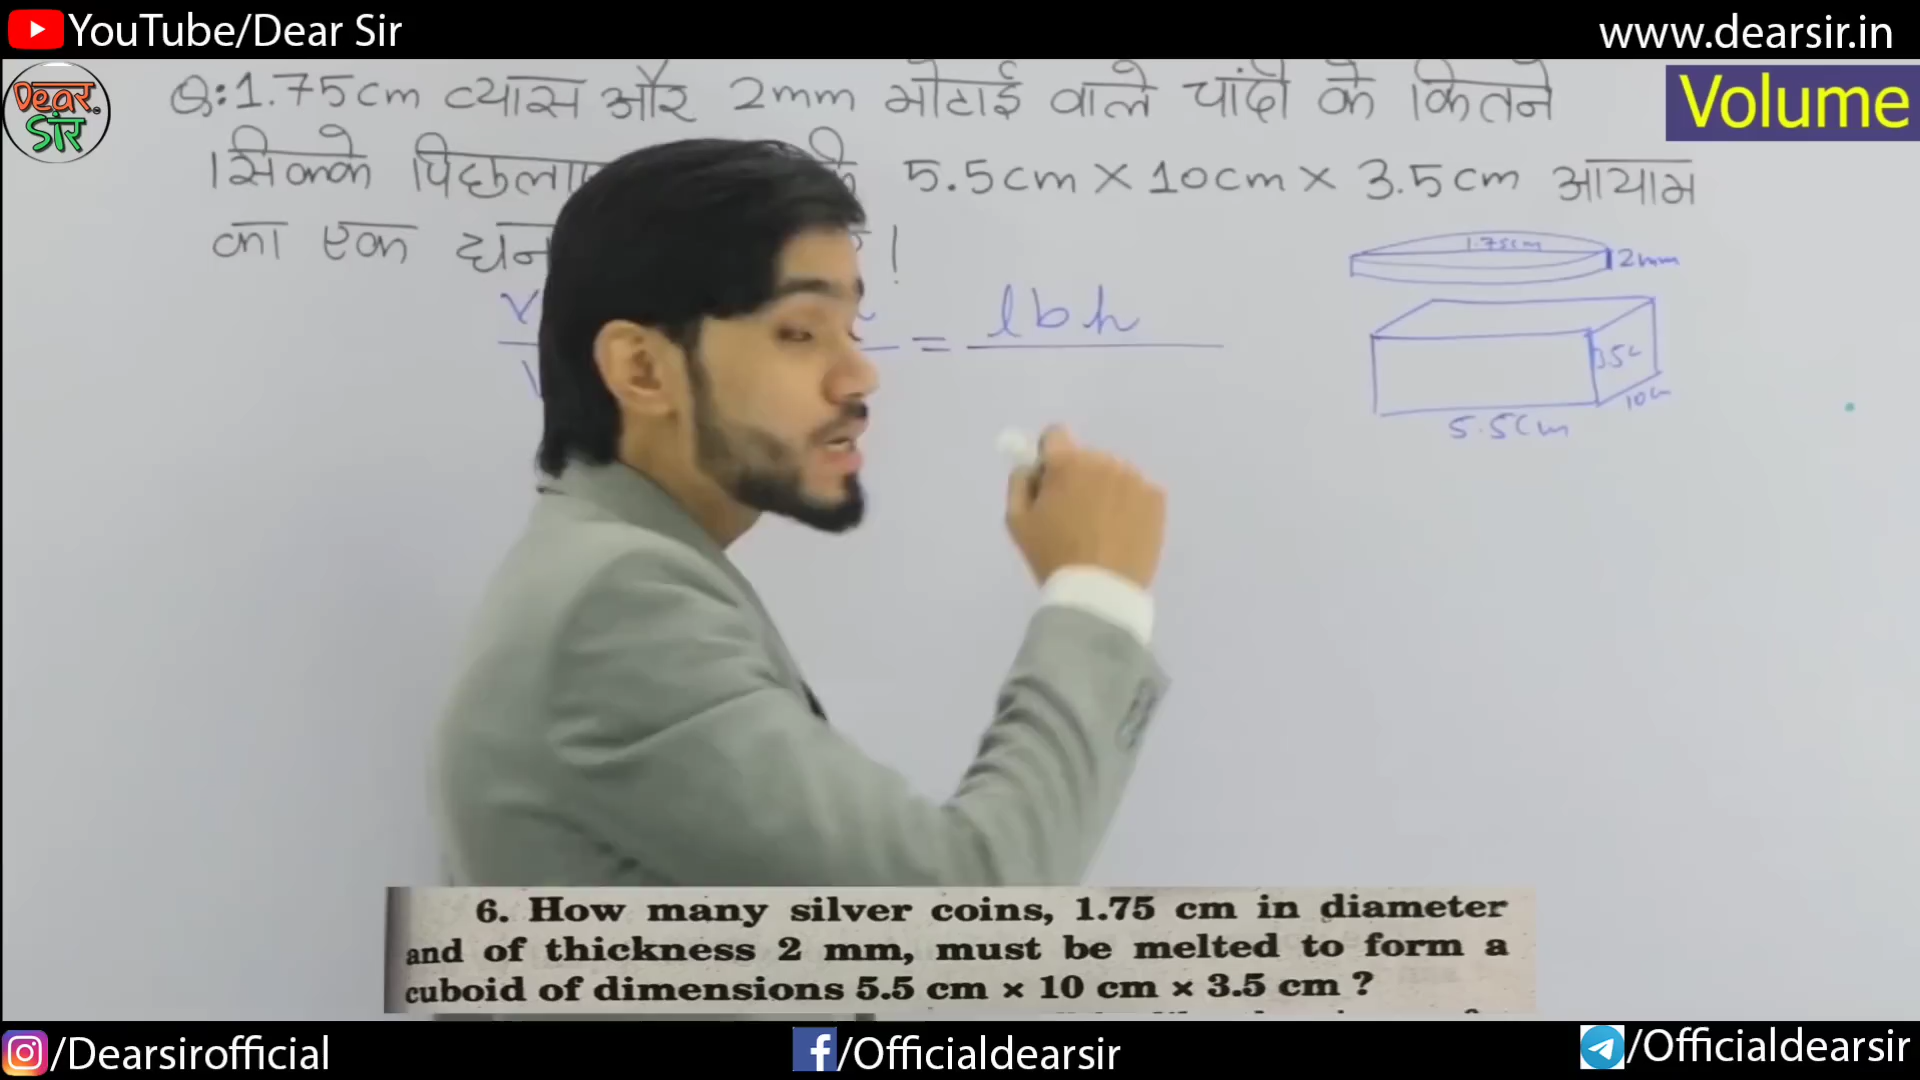 YouTube/Dear Sir
www.dearsir.in
Dear
सर
Volume
Q:1.75cm व्यास और 2mm मोटाई वाले चांदी के कितने
सिक्के पिघलाए 5.5cm × 10cm × 3.5cm आयाम
का एक घन ।
V = l b h
1.75cm
2mm
3.5c
10cm
5.5cm
6. How many silver coins, 1.75 cm in diameter
and of thickness 2 mm, must be melted to form a
cuboid of dimensions 5.5 cm × 10 cm × 3.5 cm ?
/Dearsirofficial
/Officialdearsir
/Officialdearsir